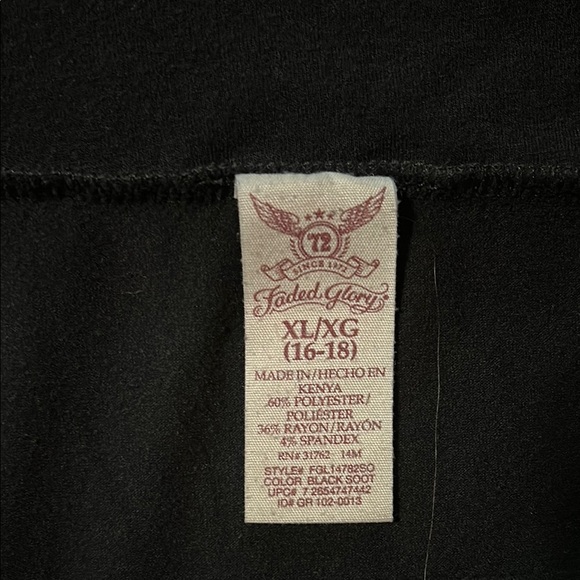 '72
SINCE 1972
Faded Glory
XL/XG
(16-18)
MADE IN/HECHO EN
KENYA
60% POLYESTER/
POLIÉSTER
36% RAYON/RAYÓN
4% SPANDEX
RN# 31762 14M
STYLE# FGL14782SO
COLOR BLACK SOOT
UPC# 7 2654747442
ID# GR 102-0013